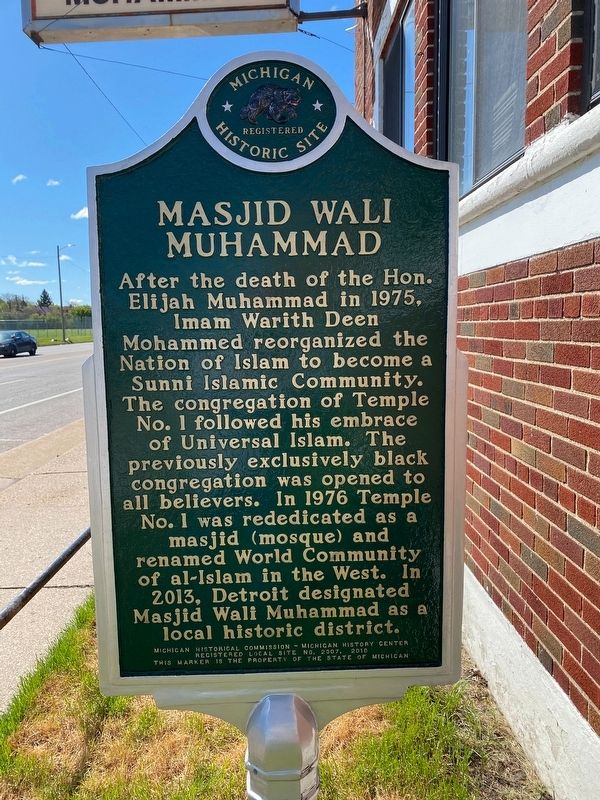 MICHIGAN
REGISTERED
HISTORIC SITE
MASJID WALI
MUHAMMAD
After the death of the Hon.
Elijah Muhammad in 1975,
Imam Warith Deen
Mohammed reorganized the
Nation of Islam to become a
Sunni Islamic Community.
The congregation of Temple
No. 1 followed his embrace
of Universal Islam. The
previously exclusively black
congregation was opened to
all believers. In 1976 Temple
No. 1 was rededicated as a
masjid (mosque) and
renamed World Community
of al-Islam in the West. In
2013, Detroit designated
Masjid Wali Muhammad as a
local historic district.
MICHIGAN HISTORICAL COMMISSION ~ MICHIGAN HISTORY CENTER
REGISTERED LOCAL SITE NO. 2307, 2010
THIS MARKER IS THE PROPERTY OF THE STATE OF MICHIGAN